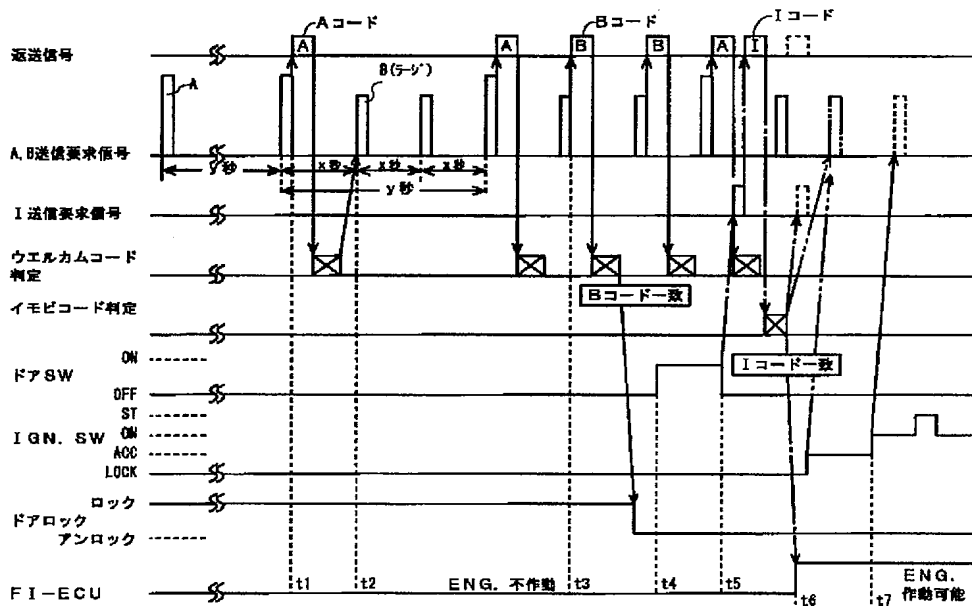 Aコード
Bコード
Iコード
返送信号
A
A
B
B
A
I
A
B(ラージ)
A,B送信要求信号
y秒
x秒
x秒
x秒
y秒
I送信要求信号
ウエルカムコード
判定
Bコード一致
イモビコード判定
Iコード一致
ドアSW
ON
OFF
IGN. SW
ST
ON
ACC
LOCK
ドアロック
ロック
アンロック
FI-ECU
t1
t2
ENG. 不作動
t3
t4
t5
t6
t7
ENG.
作動可能